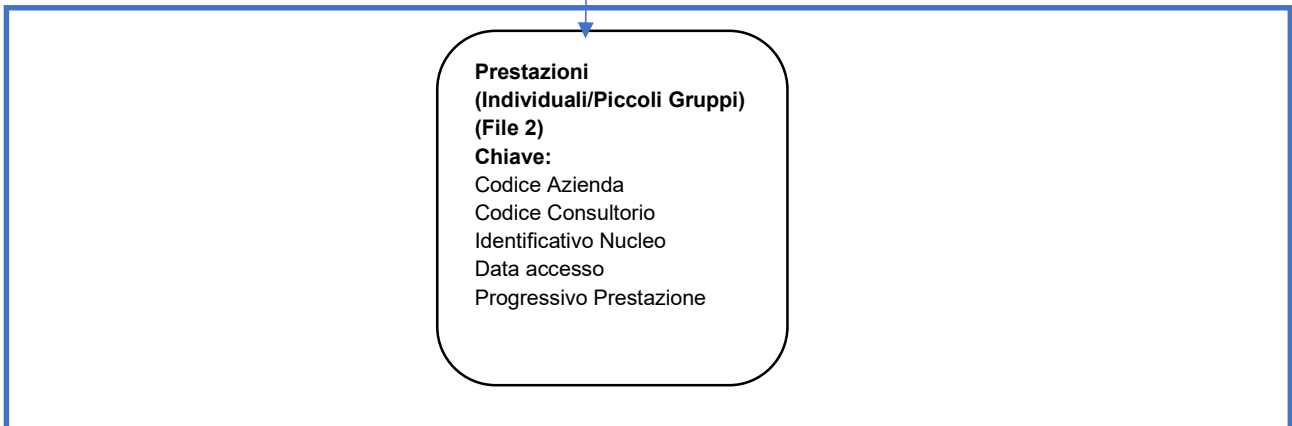 Prestazioni
(Individuali/Piccoli Gruppi)
(File 2)
Chiave:
Codice Azienda
Codice Consultorio
Identificativo Nucleo
Data accesso
Progressivo Prestazione